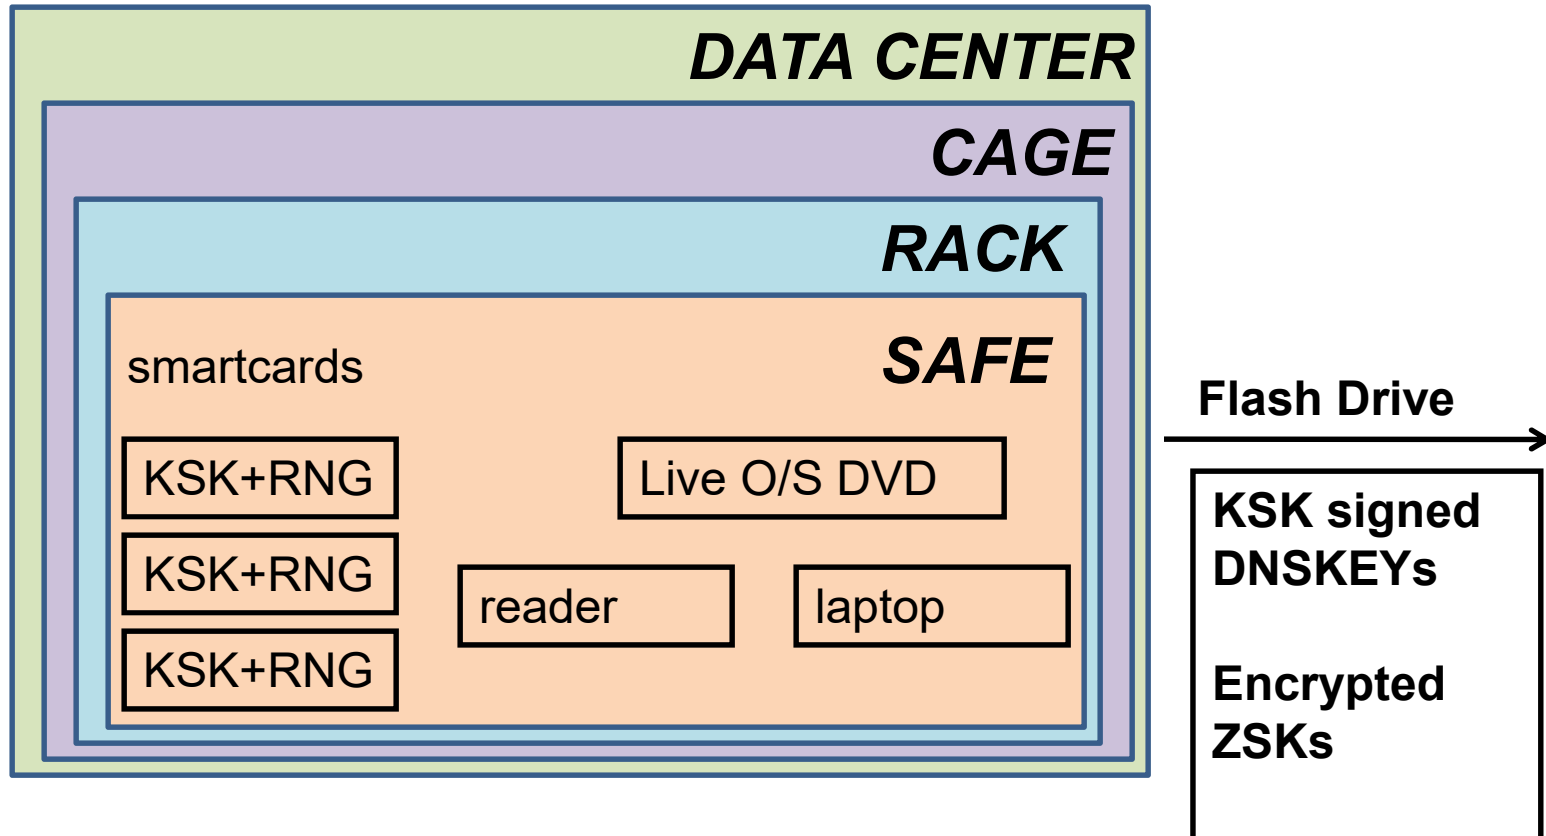 DATA CENTER
CAGE
RACK
SAFE
smartcards
KSK+RNG
KSK+RNG
KSK+RNG
Live O/S DVD
reader
laptop
Flash Drive
KSK signed
DNSKEYs
Encrypted
ZSKs